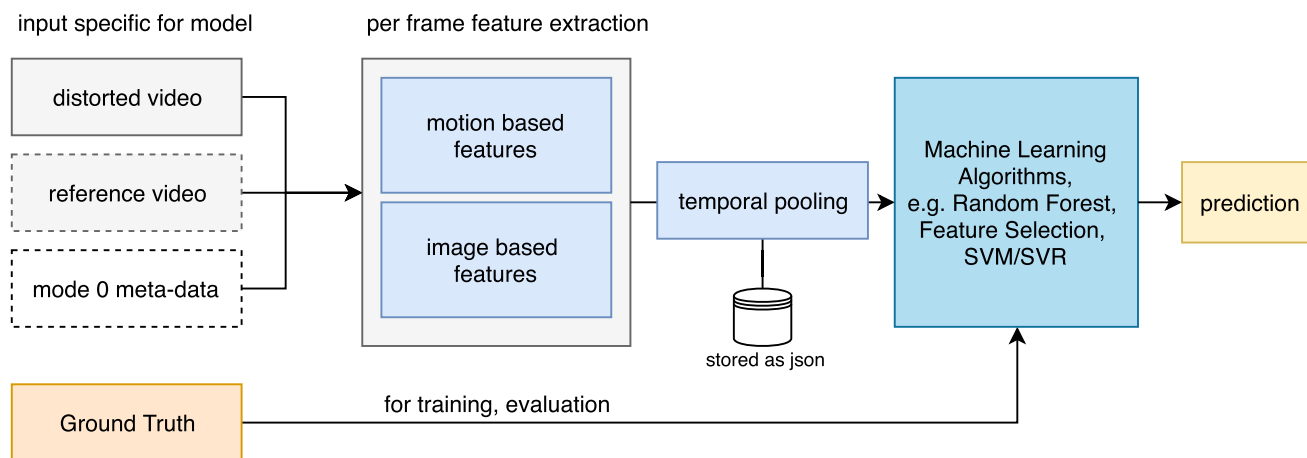 input specific for model
per frame feature extraction
distorted video
reference video
mode 0 meta-data
motion based
features
image based
features
temporal pooling
stored as json
Machine Learning
Algorithms,
e.g. Random Forest,
Feature Selection,
SVM/SVR
prediction
Ground Truth
for training, evaluation